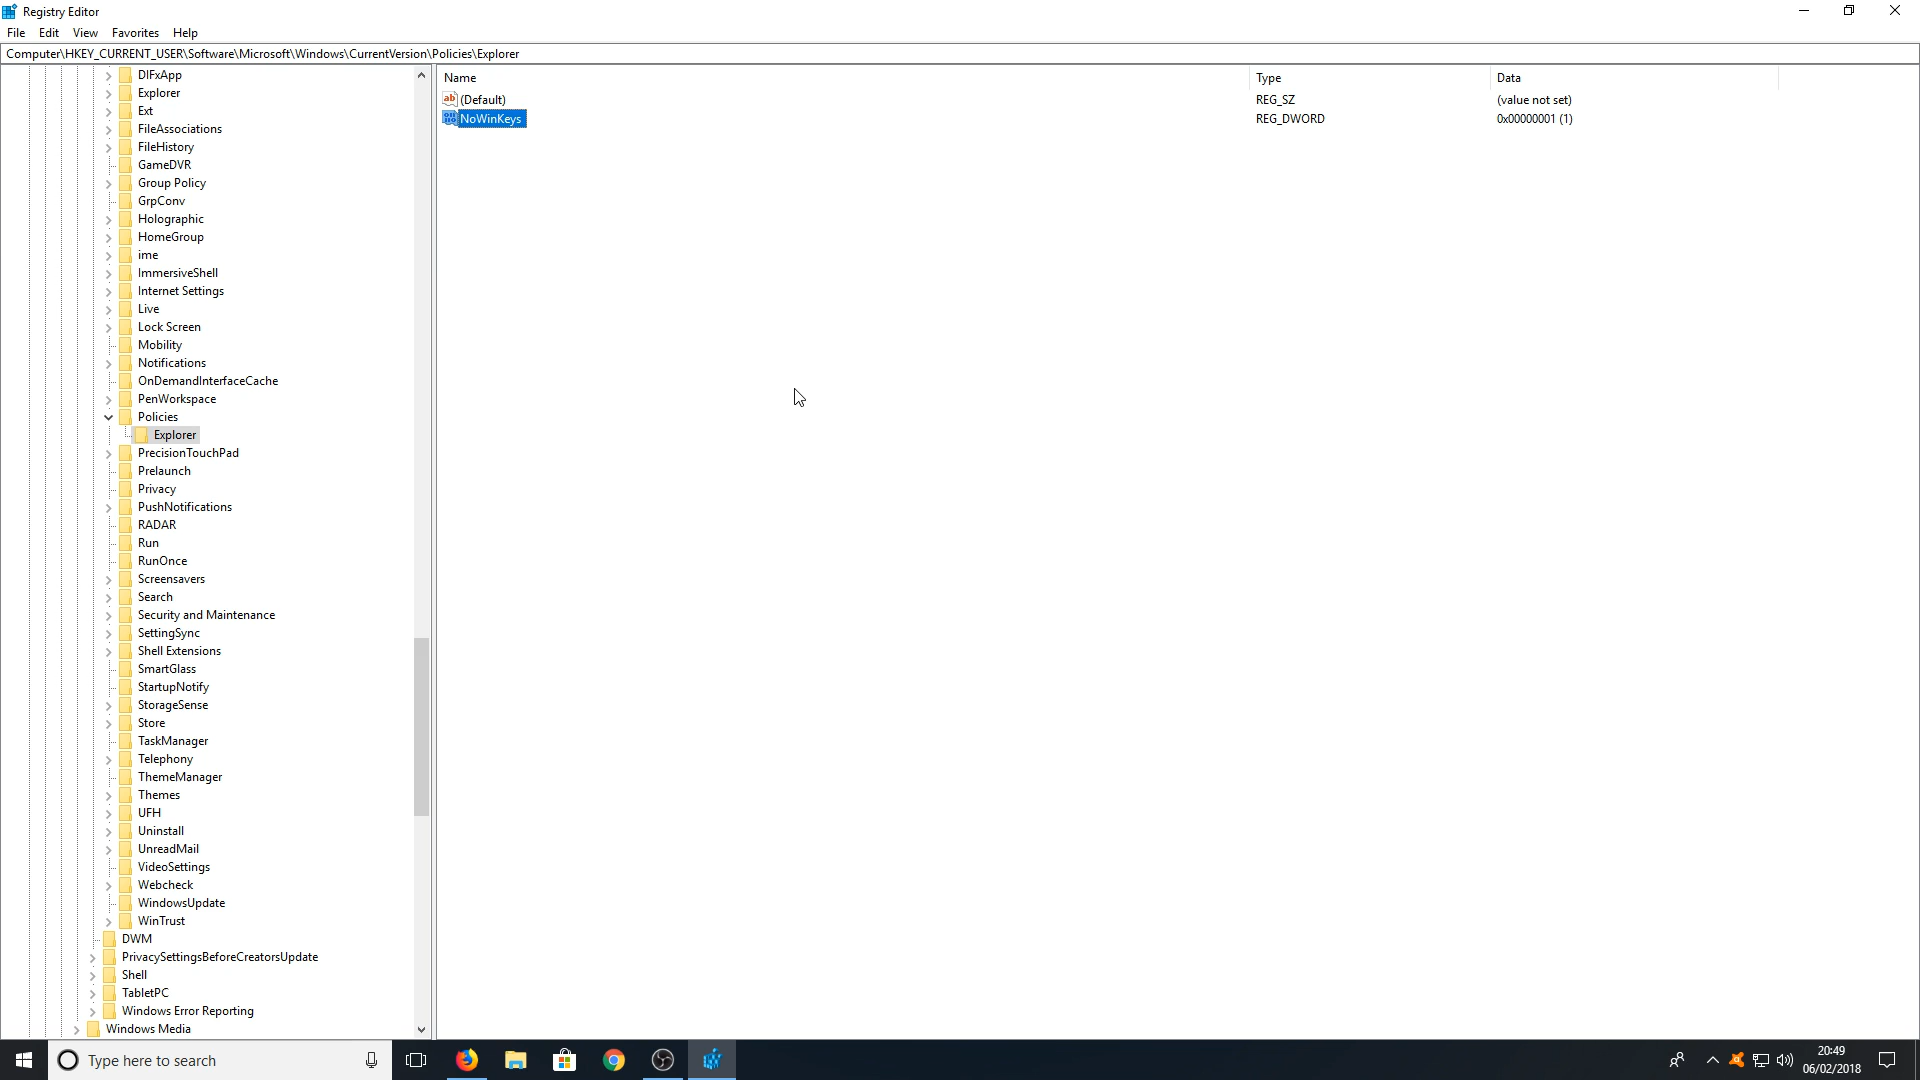 Registry Editor
File Edit View Favorites Help
Computer\HKEY_CURRENT_USER\Software\Microsoft\Windows\CurrentVersion\Policies\Explorer
DIFxApp
Explorer
Ext
FileAssociations
FileHistory
GameDVR
Group Policy
GrpConv
Holographic
HomeGroup
ime
ImmersiveShell
Internet Settings
Live
Lock Screen
Mobility
Notifications
OnDemandInterfaceCache
PenWorkspace
Policies
Explorer
PrecisionTouchPad
Prelaunch
Privacy
PushNotifications
RADAR
Run
RunOnce
Screensavers
Search
Security and Maintenance
SettingSync
Shell Extensions
SmartGlass
StartupNotify
StorageSense
Store
TaskManager
Telephony
ThemeManager
Themes
UFH
Uninstall
UnreadMail
VideoSettings
Webcheck
WindowsUpdate
WinTrust
DWM
PrivacySettingsBeforeCreatorsUpdate
Shell
TabletPC
Windows Error Reporting
Windows Media
Name Type Data
ab (Default) REG_SZ (value not set)
NoWinKeys REG_DWORD 0x00000001 (1)
Type here to search
20:49
06/02/2018